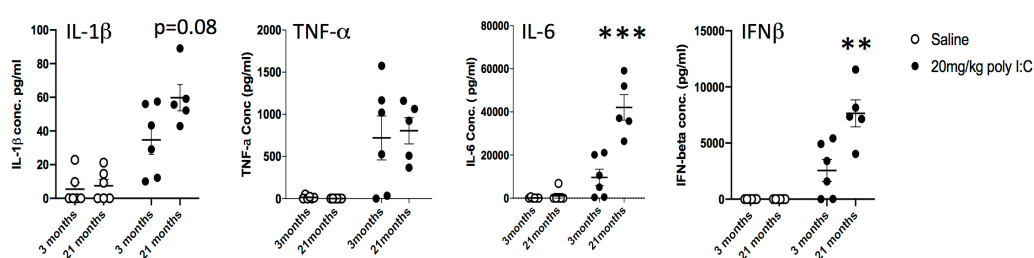 IL-1β p=0.08
IL-1β conc. pg/ml
100
80
60
40
20
0
3 months
21 months
3 months
21 months
TNF-α
TNF-a Conc (pg/ml)
2000
1500
1000
500
0
3months
21months
3months
21months
IL-6 ***
IL-6 Conc. ( pg/ml)
80000
60000
40000
20000
0
3months
21months
3months
21months
IFNβ
**
IFN-beta Conc (pg/ml)
15000
10000
5000
0
3 months
21 months
3 months
21 months
Saline
20mg/kg poly I:C